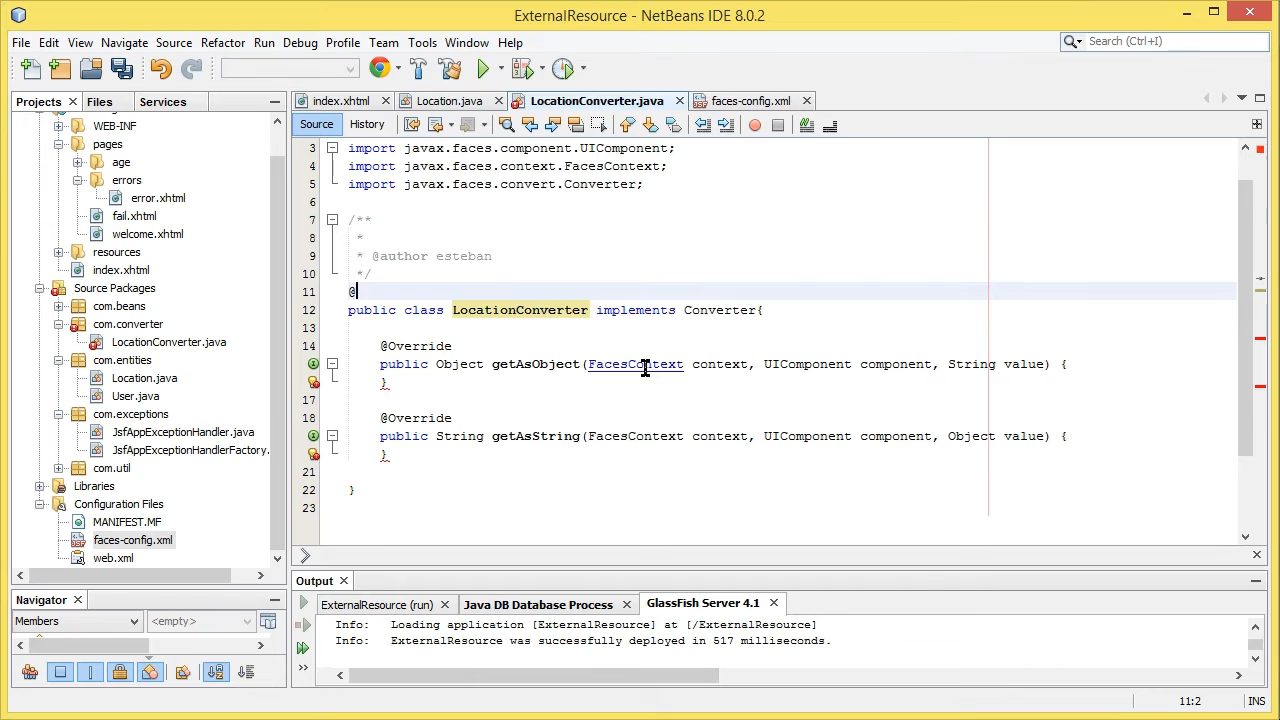 ExternalResource - NetBeans IDE 8.0.2
File Edit View Navigate Source Refactor Run Debug Profile Team Tools Window Help
Search (Ctrl+I)
Projects Files Services
WEB-INF
pages
age
errors
error.xhtml
fail.xhtml
welcome.xhtml
resources
index.xhtml
Source Packages
com.beans
com.converter
LocationConverter.java
com.entities
Location.java
User.java
com.exceptions
JsfAppExceptionHandler.java
JsfAppExceptionHandlerFactory.
com.util
Libraries
Configuration Files
MANIFEST.MF
faces-config.xml
web.xml
Navigator
Members <empty>
index.xhtml Location.java LocationConverter.java faces-config.xml
Source History
3 import javax.faces.component.UIComponent;
4 import javax.faces.context.FacesContext;
5 import javax.faces.convert.Converter;
6
7 /**
8 *
9 * @author esteban
10 */
11 @
12 public class LocationConverter implements Converter{
13
14 @Override
public Object getAsObject(FacesContext context, UIComponent component, String value) {
}
17
18 @Override
public String getAsString(FacesContext context, UIComponent component, Object value) {
}
21
22 }
23
Output
ExternalResource (run) Java DB Database Process GlassFish Server 4.1
Info: Loading application [ExternalResource] at [/ExternalResource]
Info: ExternalResource was successfully deployed in 517 milliseconds.
11:2 INS